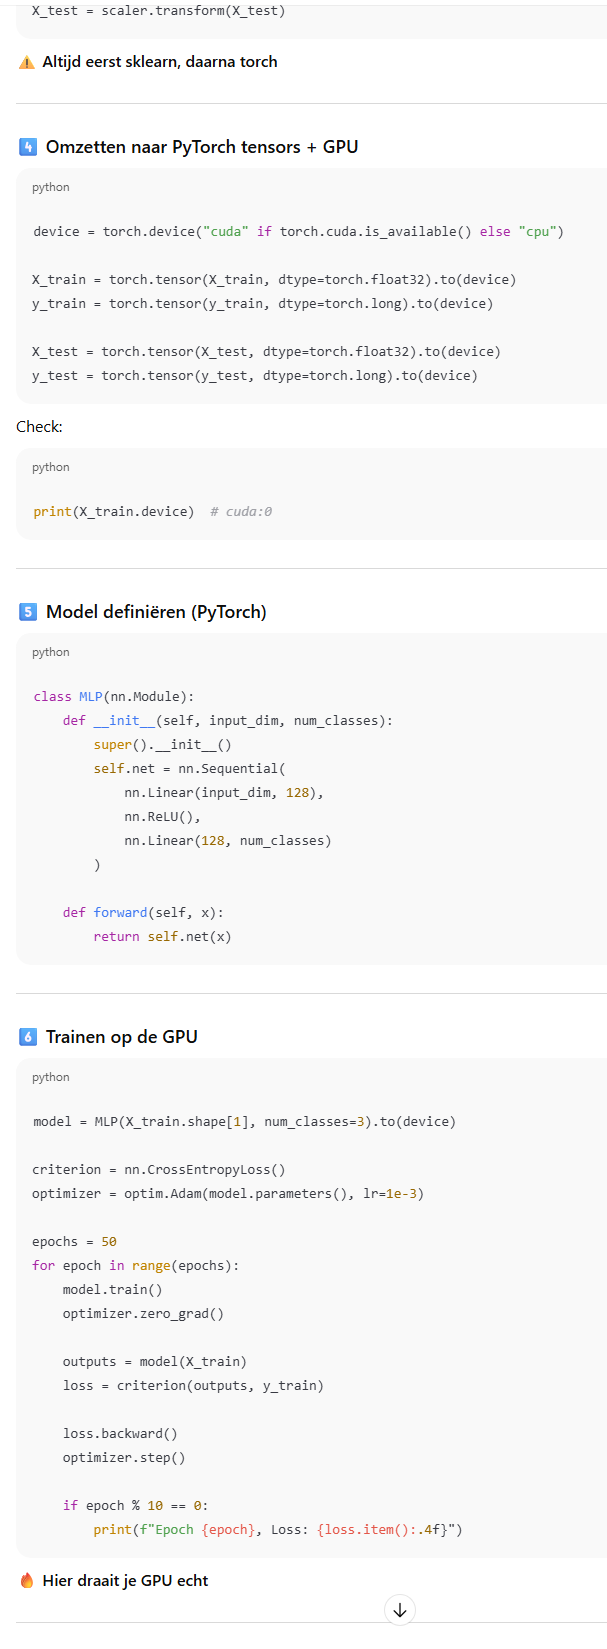 X_test = scaler.transform(X_test)
⚠️ Altijd eerst sklearn, daarna torch
4️⃣ Omzetten naar PyTorch tensors + GPU
python
device = torch.device("cuda" if torch.cuda.is_available() else "cpu")
X_train = torch.tensor(X_train, dtype=torch.float32).to(device)
y_train = torch.tensor(y_train, dtype=torch.long).to(device)
X_test = torch.tensor(X_test, dtype=torch.float32).to(device)
y_test = torch.tensor(y_test, dtype=torch.long).to(device)
Check:
python
print(X_train.device)  # cuda:0
5️⃣ Model definiëren (PyTorch)
python
class MLP(nn.Module):
    def __init__(self, input_dim, num_classes):
        super().__init__()
        self.net = nn.Sequential(
            nn.Linear(input_dim, 128),
            nn.ReLU(),
            nn.Linear(128, num_classes)
        )
    def forward(self, x):
        return self.net(x)
6️⃣ Trainen op de GPU
python
model = MLP(X_train.shape[1], num_classes=3).to(device)
criterion = nn.CrossEntropyLoss()
optimizer = optim.Adam(model.parameters(), lr=1e-3)
epochs = 50
for epoch in range(epochs):
    model.train()
    optimizer.zero_grad()
    outputs = model(X_train)
    loss = criterion(outputs, y_train)
    loss.backward()
    optimizer.step()
    if epoch % 10 == 0:
        print(f"Epoch {epoch}, Loss: {loss.item():.4f}")
🔥 Hier draait je GPU echt